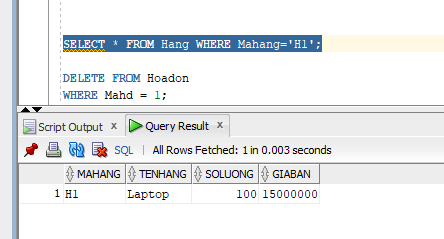 SELECT * FROM Hang WHERE Mahang='H1';
DELETE FROM Hoadon
WHERE Mahd = 1;
Script Output x Query Result x
SQL | All Rows Fetched: 1 in 0.003 seconds
MAHANG TENHANG SOLUONG GIABAN
1 H1 Laptop 100 15000000